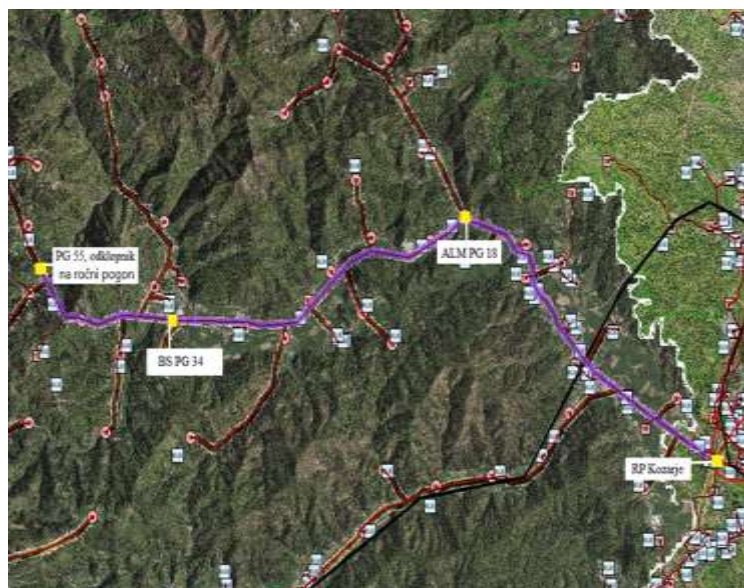 PG 55, odklopnik
na ročni pogon
ALM PG 18
BS PG 34
RP Kozarje